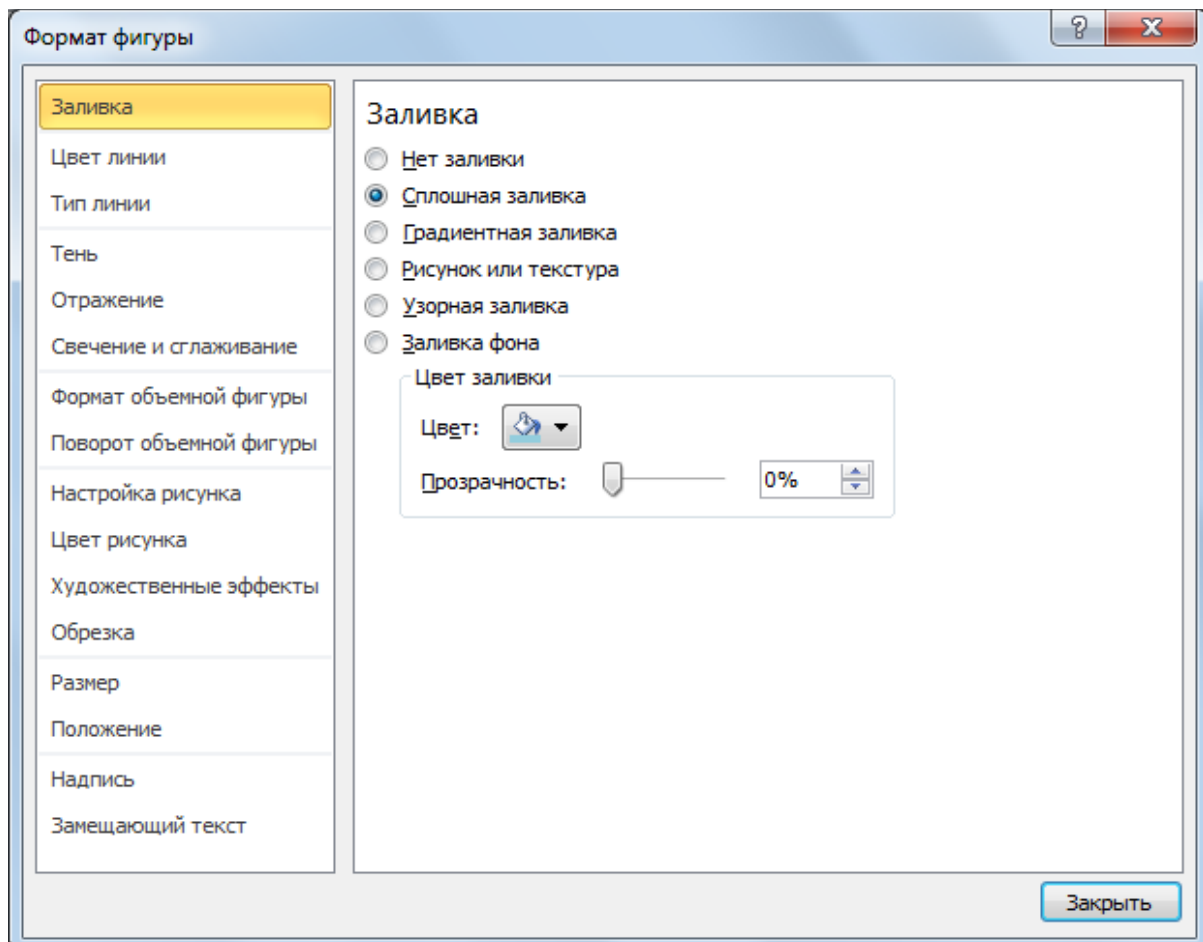 Формат фигуры
Заливка
Цвет линии
Тип линии
Тень
Отражение
Свечение и сглаживание
Формат объемной фигуры
Поворот объемной фигуры
Настройка рисунка
Цвет рисунка
Художественные эффекты
Обрезка
Размер
Положение
Надпись
Замещающий текст
Заливка
Нет заливки
Сплошная заливка
Градиентная заливка
Рисунок или текстура
Узорная заливка
Заливка фона
Цвет заливки
Цвет:
Прозрачность: 0%
Закрыть